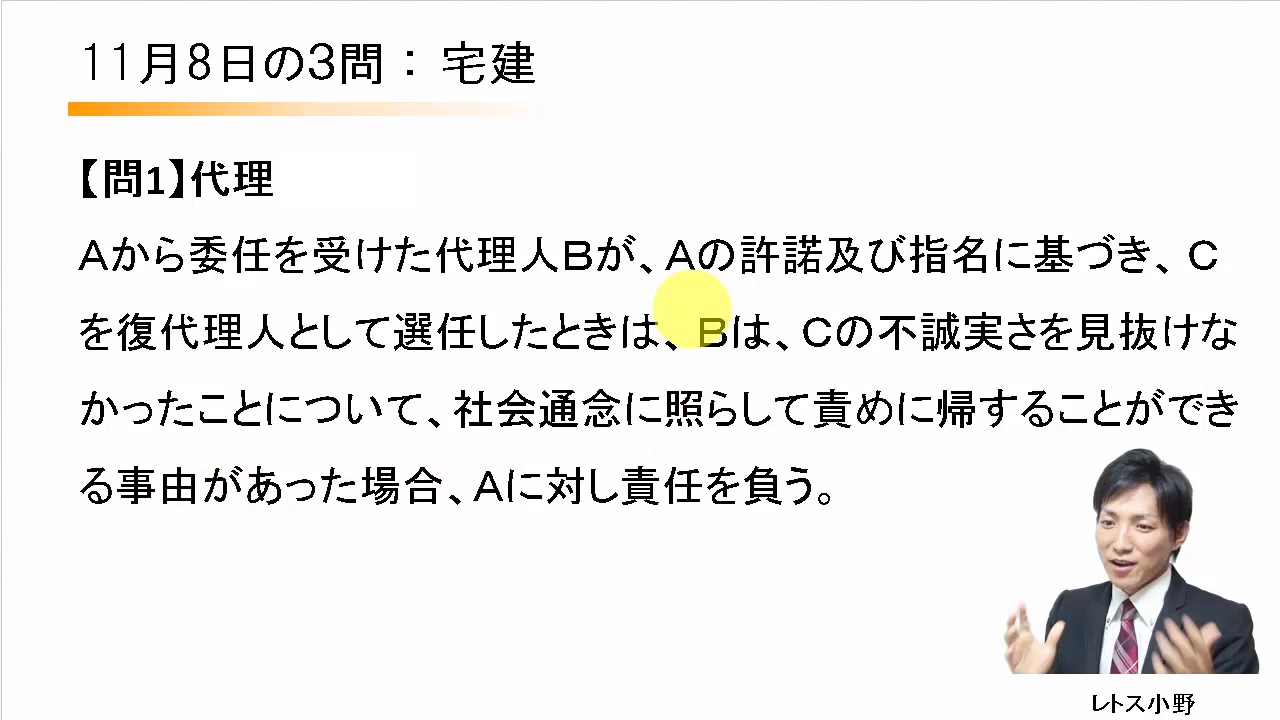 11月8日の3問：宅建
【問1】代理
Aから委任を受けた代理人Bが、Aの許諾及び指名に基づき、C
を復代理人として選任したときは、Bは、Cの不誠実さを見抜けな
かったことについて、社会通念に照らして責めに帰することができ
る事由があった場合、Aに対し責任を負う。
レトス小野